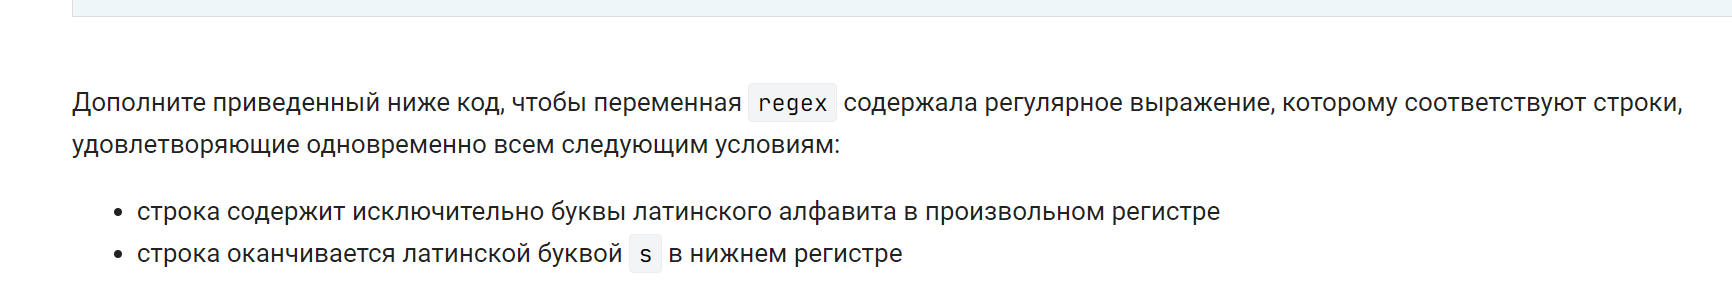 Дополните приведенный ниже код, чтобы переменная regex содержала регулярное выражение, которому соответствуют строки,
удовлетворяющие одновременно всем следующим условиям:
• строка содержит исключительно буквы латинского алфавита в произвольном регистре
• строка оканчивается латинской буквой s в нижнем регистре